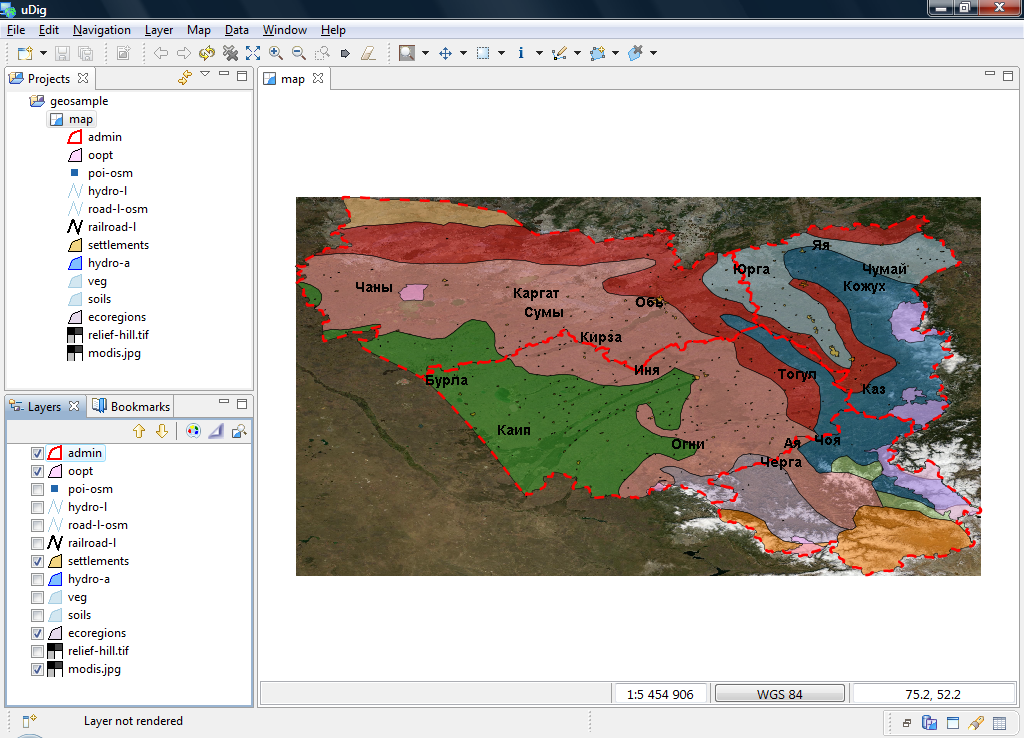 uDig
File Edit Navigation Layer Map Data Window Help
Projects
geosample
map
admin
oopt
poi-osm
hydro-l
road-l-osm
railroad-l
settlements
hydro-a
veg
soils
ecoregions
relief-hill.tif
modis.jpg
Layers Bookmarks
admin
oopt
poi-osm
hydro-l
road-l-osm
railroad-l
settlements
hydro-a
veg
soils
ecoregions
relief-hill.tif
modis.jpg
map
Яя
Юрга
Чумай
Кожух
Чаны
Каргат
Обь
Сумы
Кирза
Иня
Тогул
Бурла
Каз
Каип
Огни
Ая
Чоя
Черга
1:5 454 906
WGS 84
75.2, 52.2
Layer not rendered